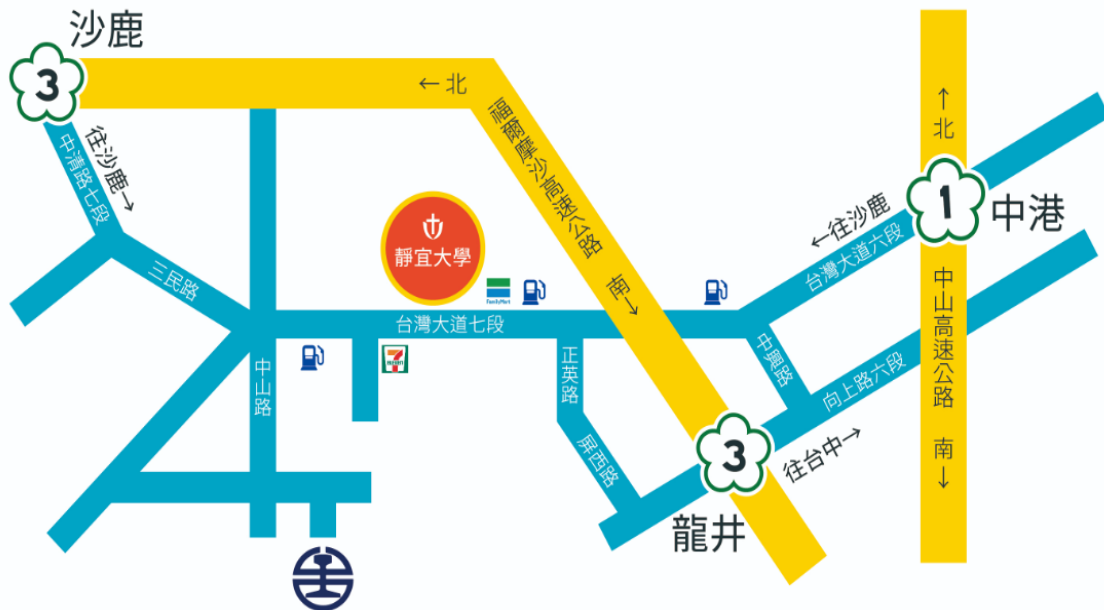 沙鹿
3
←北
↑北
往沙鹿→
中清路七段
福爾摩沙高速公路 南→
1
中港
←往沙鹿
台灣大道六段
靜宜大學
三民路
FamilyMart
台灣大道七段
中山高速公路 南→
7
ELEVEN
中山路
正英路
中興路
向上路六段
屏西路
3
往台中→
龍井